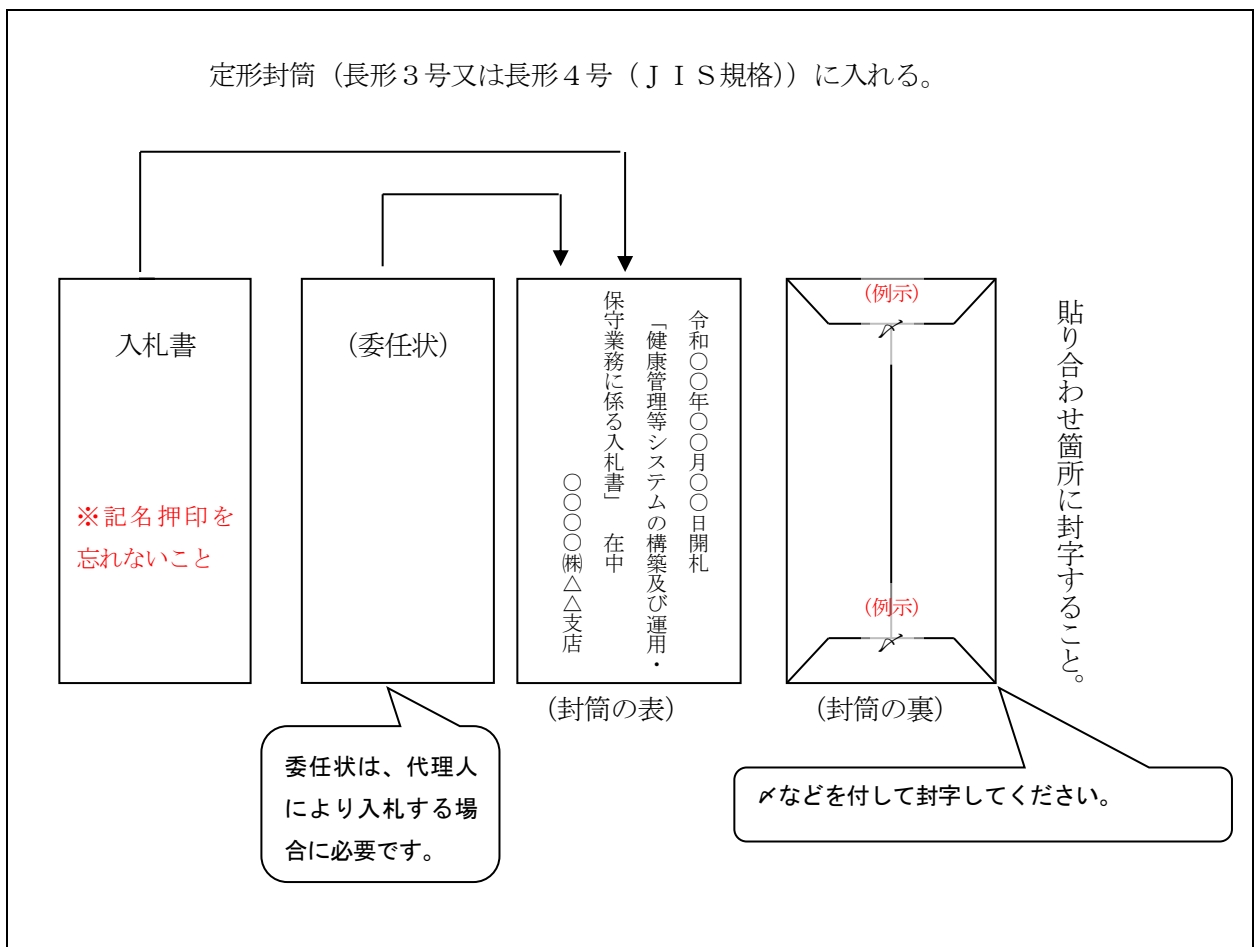 定形封筒（長形３号又は長形４号（ＪＩＳ規格））に入れる。
入札書
※記名押印を
忘れないこと
（委任状）
令和○○年○○月○○日開札
「健康管理等システムの構築及び運用・
保守業務に係る入札書」　在中
○○○○㈱△△支店
（封筒の表）
（例示）
〆
（例示）
〆
（封筒の裏）
貼り合わせ箇所に封字すること。
委任状は、代理人
により入札する場
合に必要です。
〆などを付して封字してください。